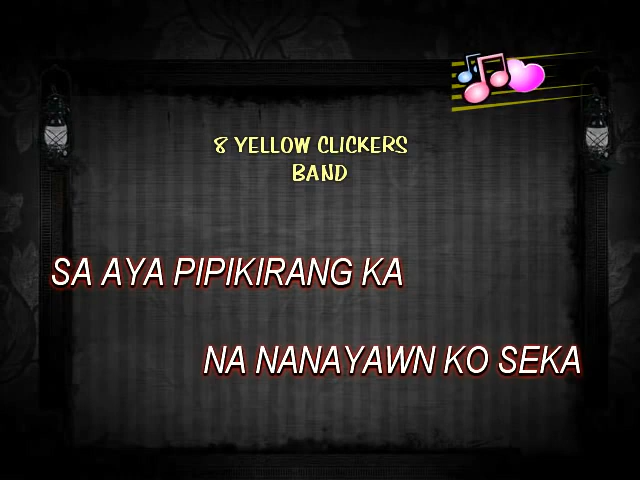 8 YELLOW CLICKERS
BAND
SA AYA PIPIKIRANG KA
NA NANAYAWN KO SEKA